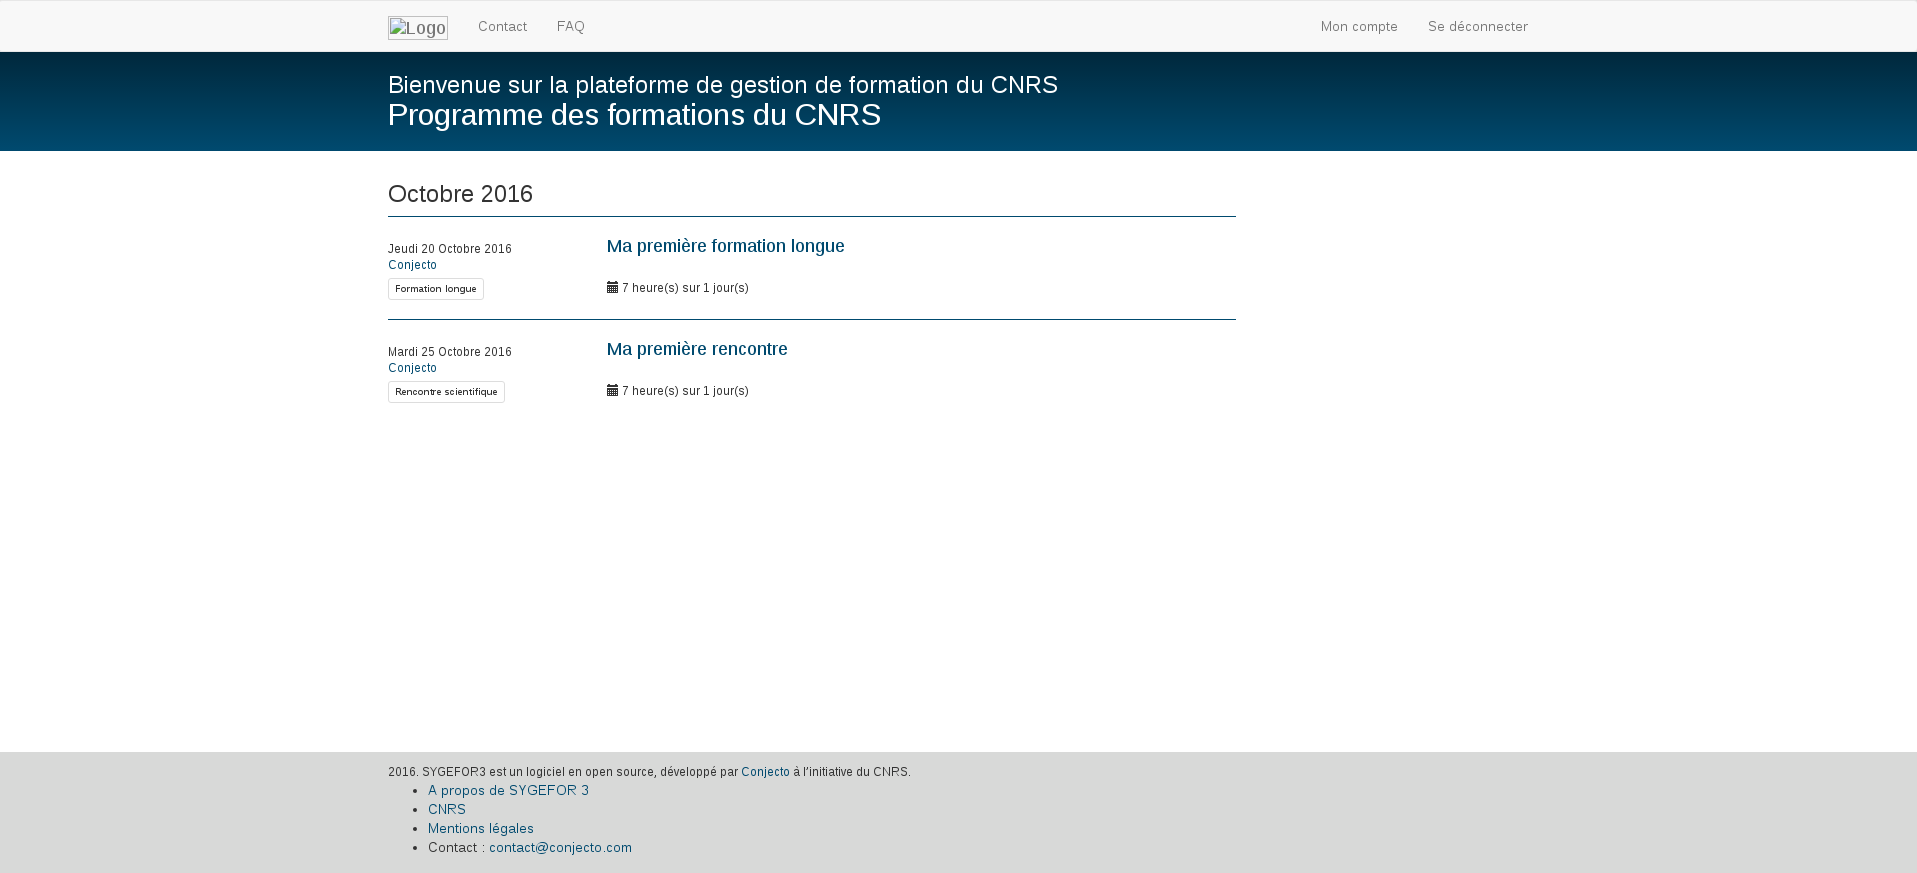 Logo Contact FAQ Mon compte Se déconnecter
Bienvenue sur la plateforme de gestion de formation du CNRS
Programme des formations du CNRS
Octobre 2016
Jeudi 20 Octobre 2016
Conjecto
Formation longue
Ma première formation longue
7 heure(s) sur 1 jour(s)
Mardi 25 Octobre 2016
Conjecto
Rencontre scientifique
Ma première rencontre
7 heure(s) sur 1 jour(s)
2016. SYGEFOR3 est un logiciel en open source, développé par Conjecto à l'initiative du CNRS.
• A propos de SYGEFOR 3
• CNRS
• Mentions légales
• Contact : contact@conjecto.com